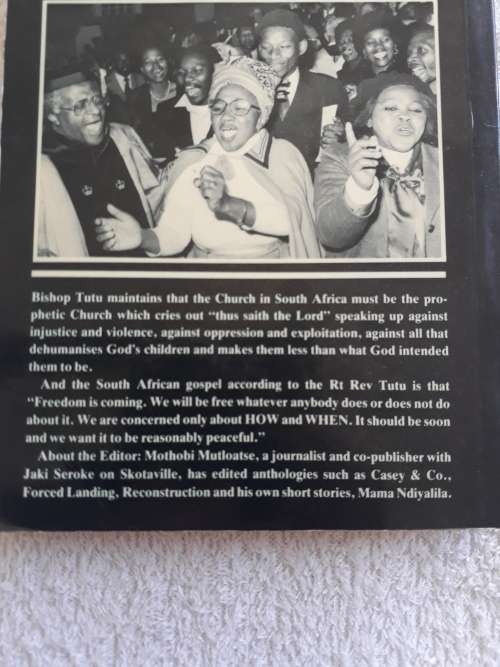 Bishop Tutu maintains that the Church in South Africa must be the pro-
phetic Church which cries out "thus saith the Lord" speaking up against
injustice and violence, against oppression and exploitation, against all that
dehumanises God's children and makes them less than what God intended
them to be.
And the South African gospel according to the Rt Rev Tutu is that
"Freedom is coming. We will be free whatever anybody does or does not do
about it. We are concerned only about HOW and WHEN. It should be soon
and we want it to be reasonably peaceful."
About the Editor: Mothobi Mutloatse, a journalist and co-publisher with
Jaki Seroke on Skotaville, has edited anthologies such as Casey & Co.,
Forced Landing, Reconstruction and his own short stories, Mama Ndiyalila.